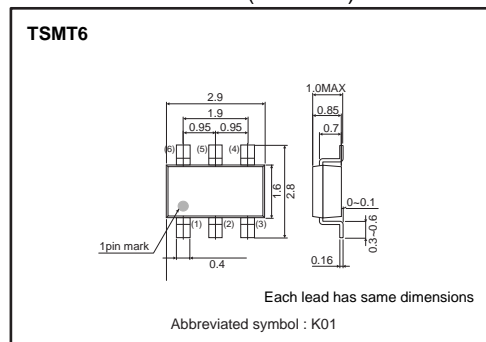 TSMT6
1.0MAX
2.9
0.85
1.9
0.7
0.95 0.95
(6) (5) (4)
1.6
2.8
0~0.1
(1) (2) (3)
0.3~0.6
1pin mark
0.4
0.16
Each lead has same dimensions
Abbreviated symbol : K01